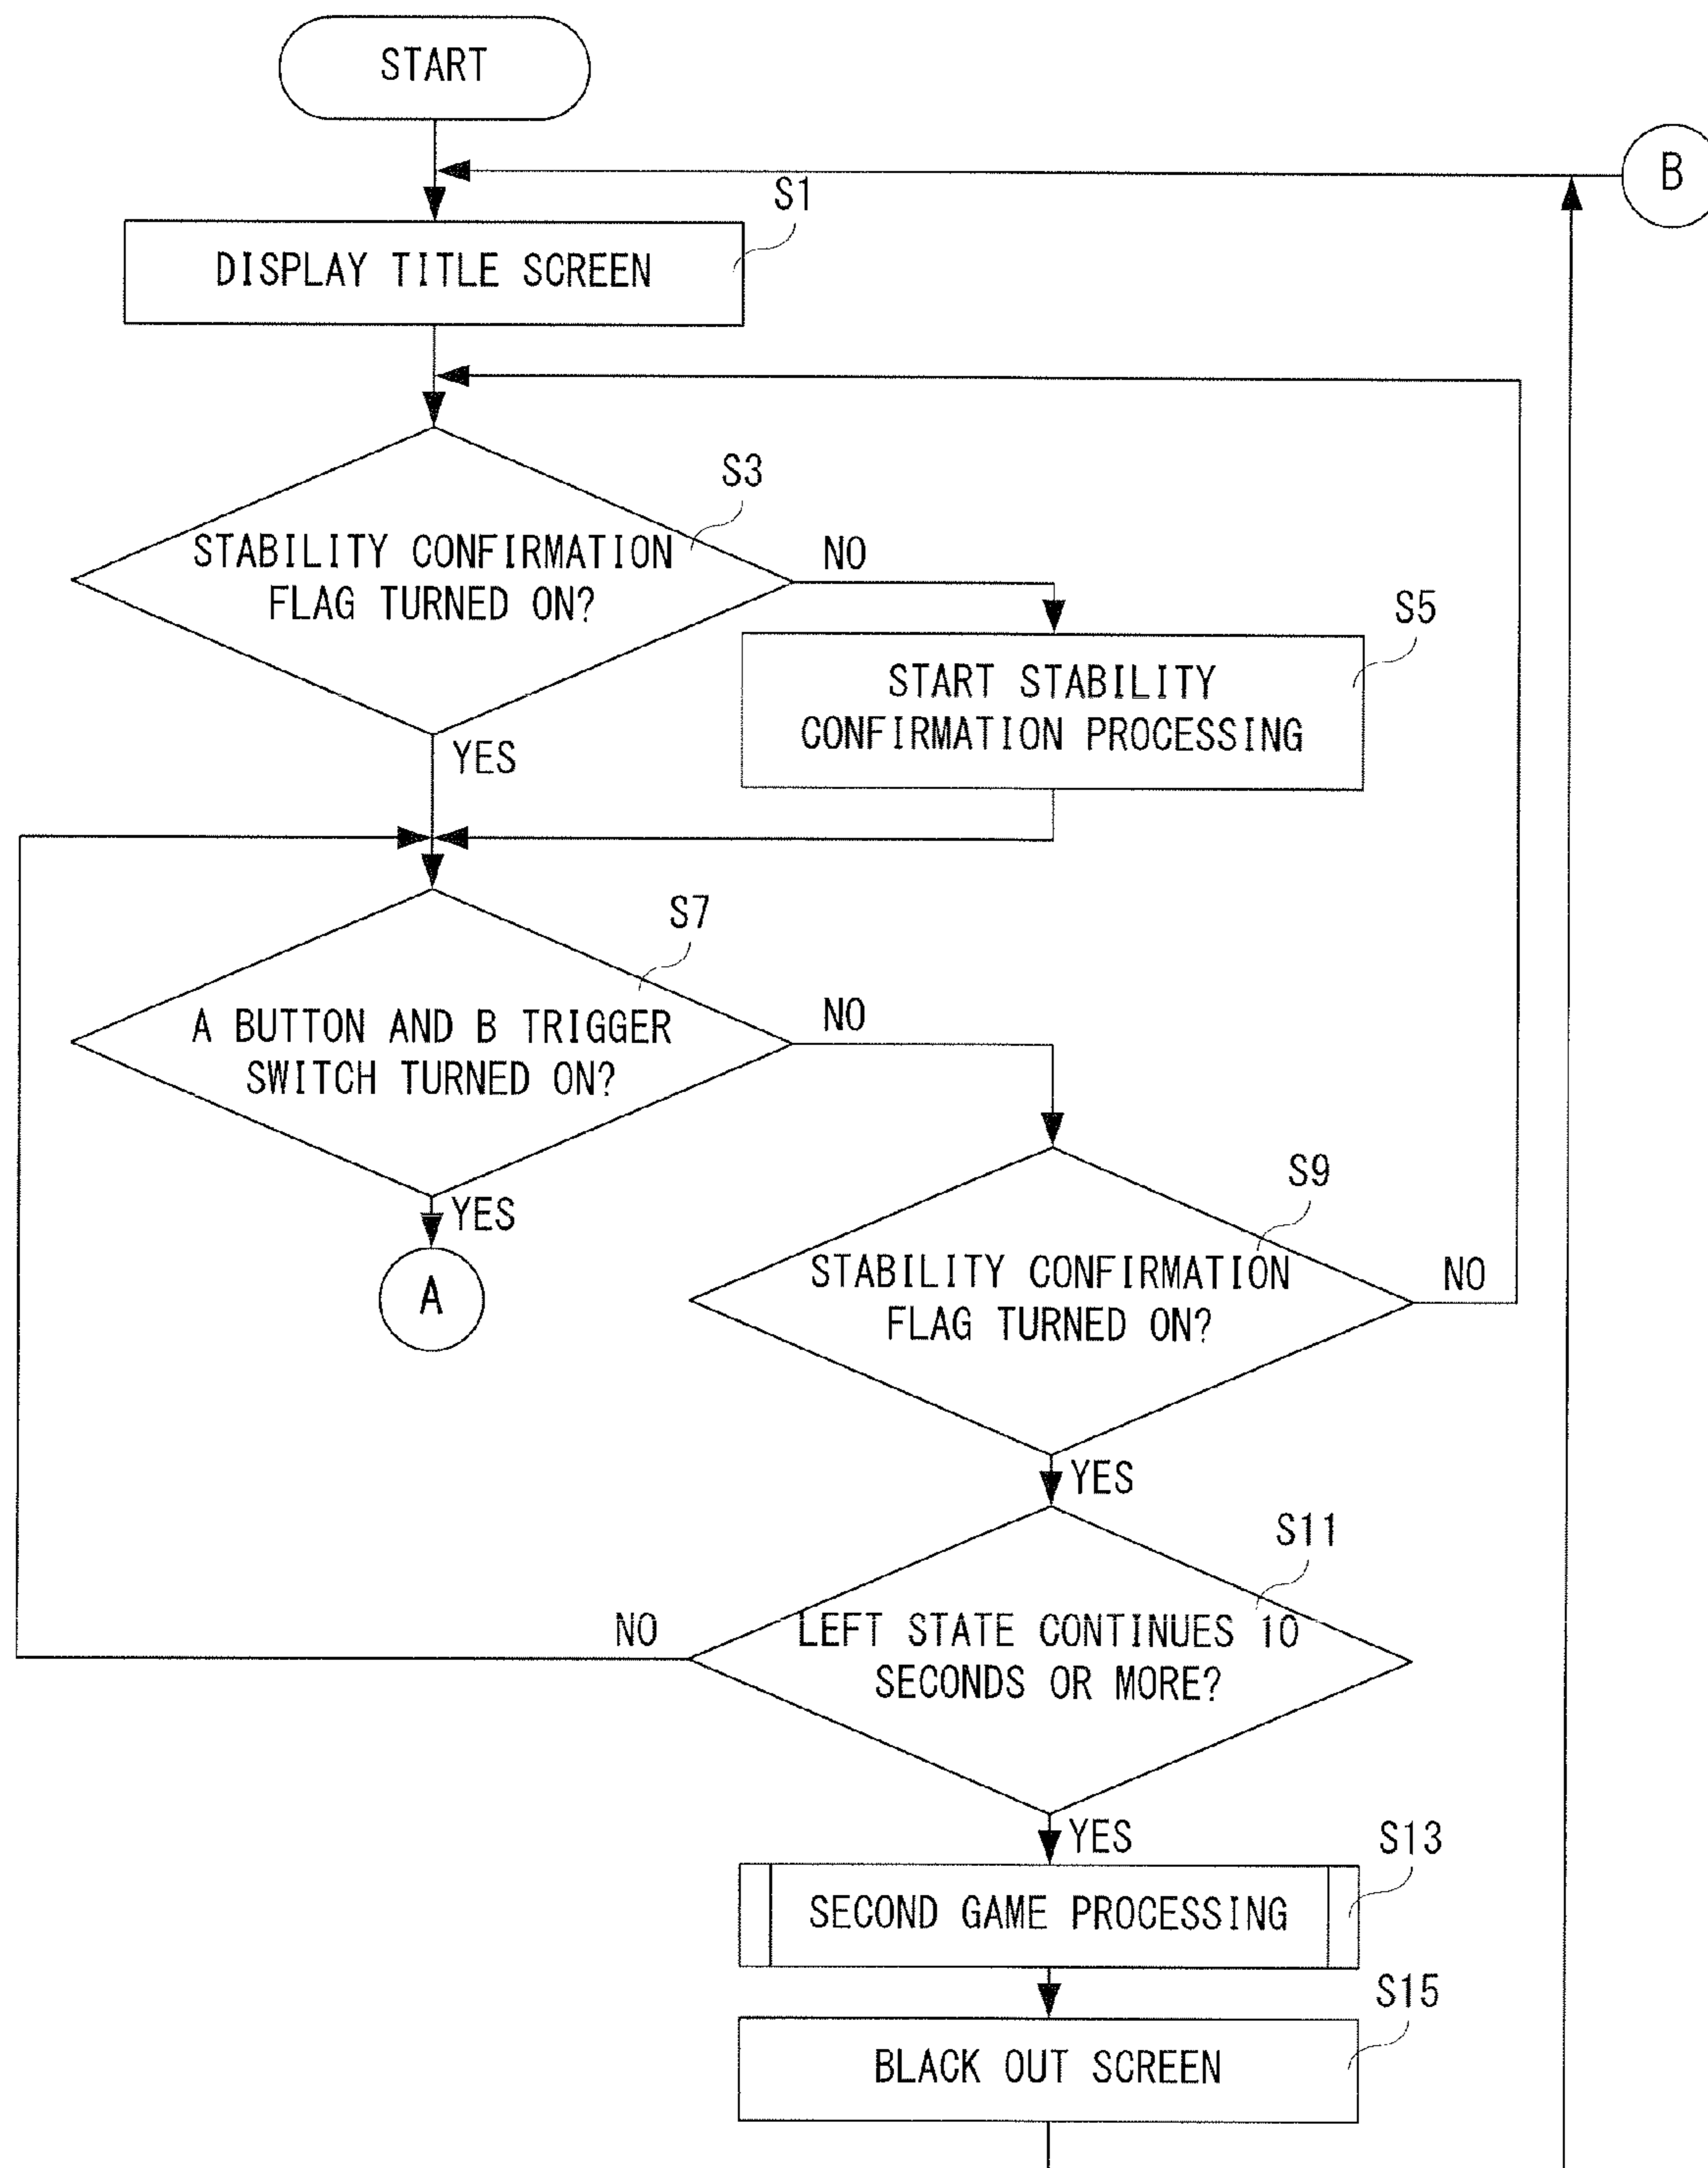 START
B
S1
DISPLAY TITLE SCREEN
S3
STABILITY CONFIRMATION
FLAG TURNED ON?
NO
S5
START STABILITY
CONFIRMATION PROCESSING
YES
S7
A BUTTON AND B TRIGGER
SWITCH TURNED ON?
NO
YES
A
S9
STABILITY CONFIRMATION
FLAG TURNED ON?
NO
YES
S11
LEFT STATE CONTINUES 10
SECONDS OR MORE?
NO
YES
S13
SECOND GAME PROCESSING
S15
BLACK OUT SCREEN